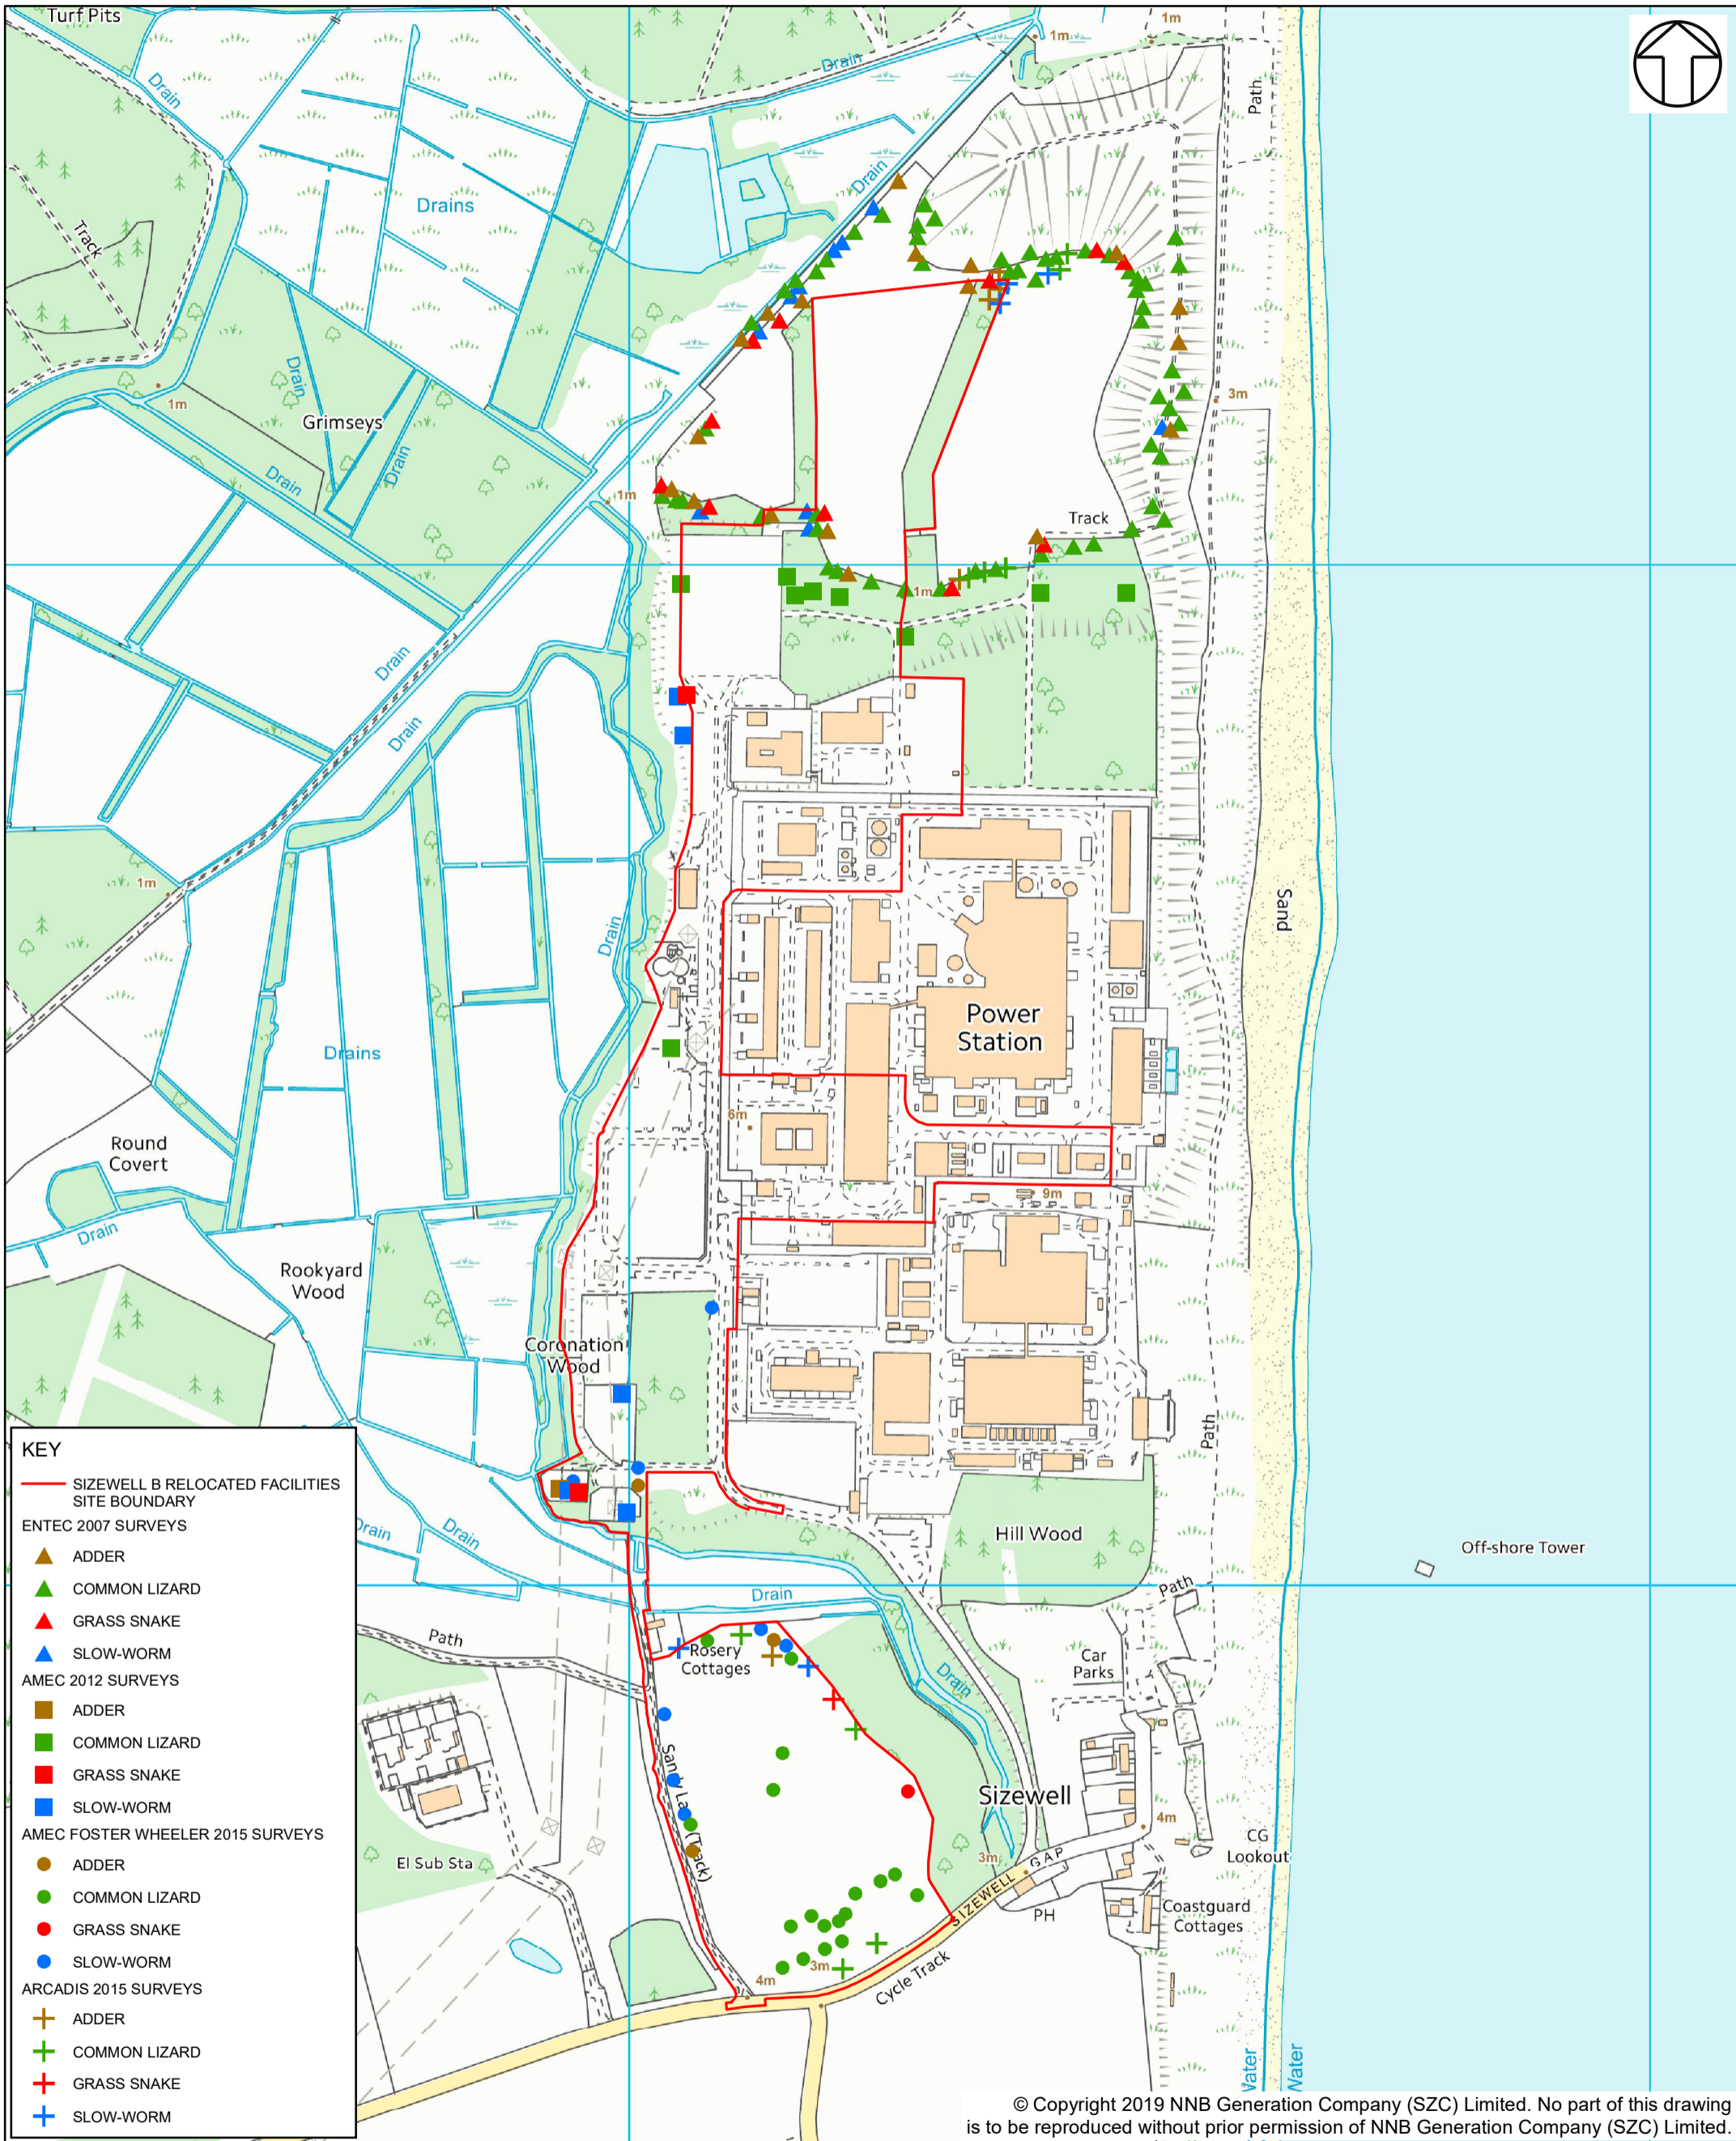 Turf Pits
1m
1m
Drain
Drain
Path
Drain
Drains
Track
3m
1m
Drain
Grimseys
Drain
Drain
1m
Track
1m
Drain
Drain
1m
Sand
Drain
Power
Station
Drains
6m
Round
Covert
9m
Drain
Rookyard
Wood
Coronation
Wood
Path
KEY
SIZEWELL B RELOCATED FACILITIES
SITE BOUNDARY
ENTEC 2007 SURVEYS
ADDER
COMMON LIZARD
GRASS SNAKE
SLOW-WORM
AMEC 2012 SURVEYS
ADDER
COMMON LIZARD
GRASS SNAKE
SLOW-WORM
AMEC FOSTER WHEELER 2015 SURVEYS
ADDER
COMMON LIZARD
GRASS SNAKE
SLOW-WORM
ARCADIS 2015 SURVEYS
ADDER
COMMON LIZARD
GRASS SNAKE
SLOW-WORM
Drain
Drain
Hill Wood
Off-shore Tower
Path
Drain
Path
Rosery
Cottages
Car
Parks
Drain
Sizewell
4m
Sandy La (Track)
CG
Lookout
El Sub Sta
3m
SIZEWELL GAP
PH
Coastguard
Cottages
3m
4m
Cycle Track
Water
Water
© Copyright 2019 NNB Generation Company (SZC) Limited. No part of this drawing
is to be reproduced without prior permission of NNB Generation Company (SZC) Limited.